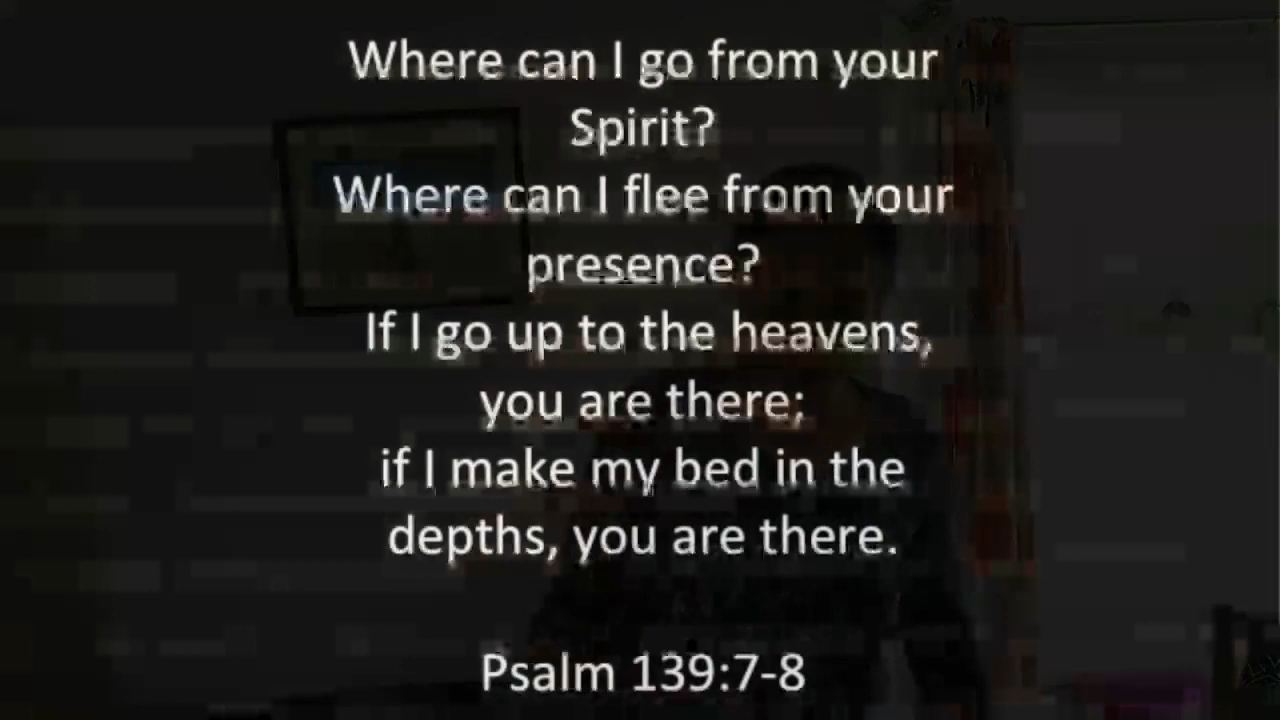 Where can I go from your
Spirit?
Where can I flee from your
presence?
If I go up to the heavens,
you are there;
if I make my bed in the
depths, you are there.
Psalm 139:7-8